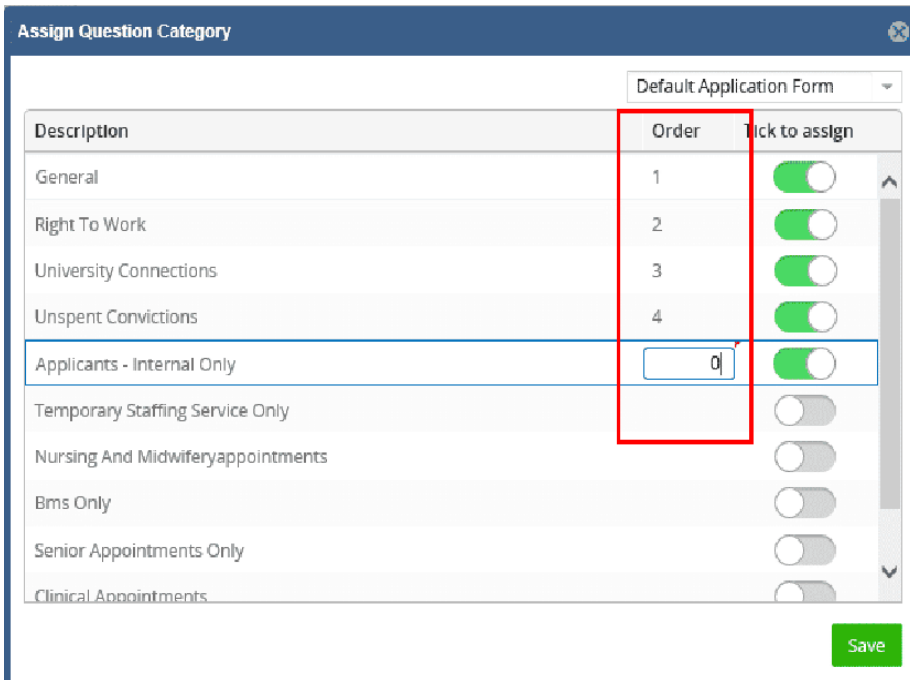 Assign Question Category
Default Application Form
Description Order Tick to assign
General 1
Right To Work 2
University Connections 3
Unspent Convictions 4
Applicants - Internal Only 0
Temporary Staffing Service Only
Nursing And Midwiferyappointments
Bms Only
Senior Appointments Only
Clinical Appointments
Save